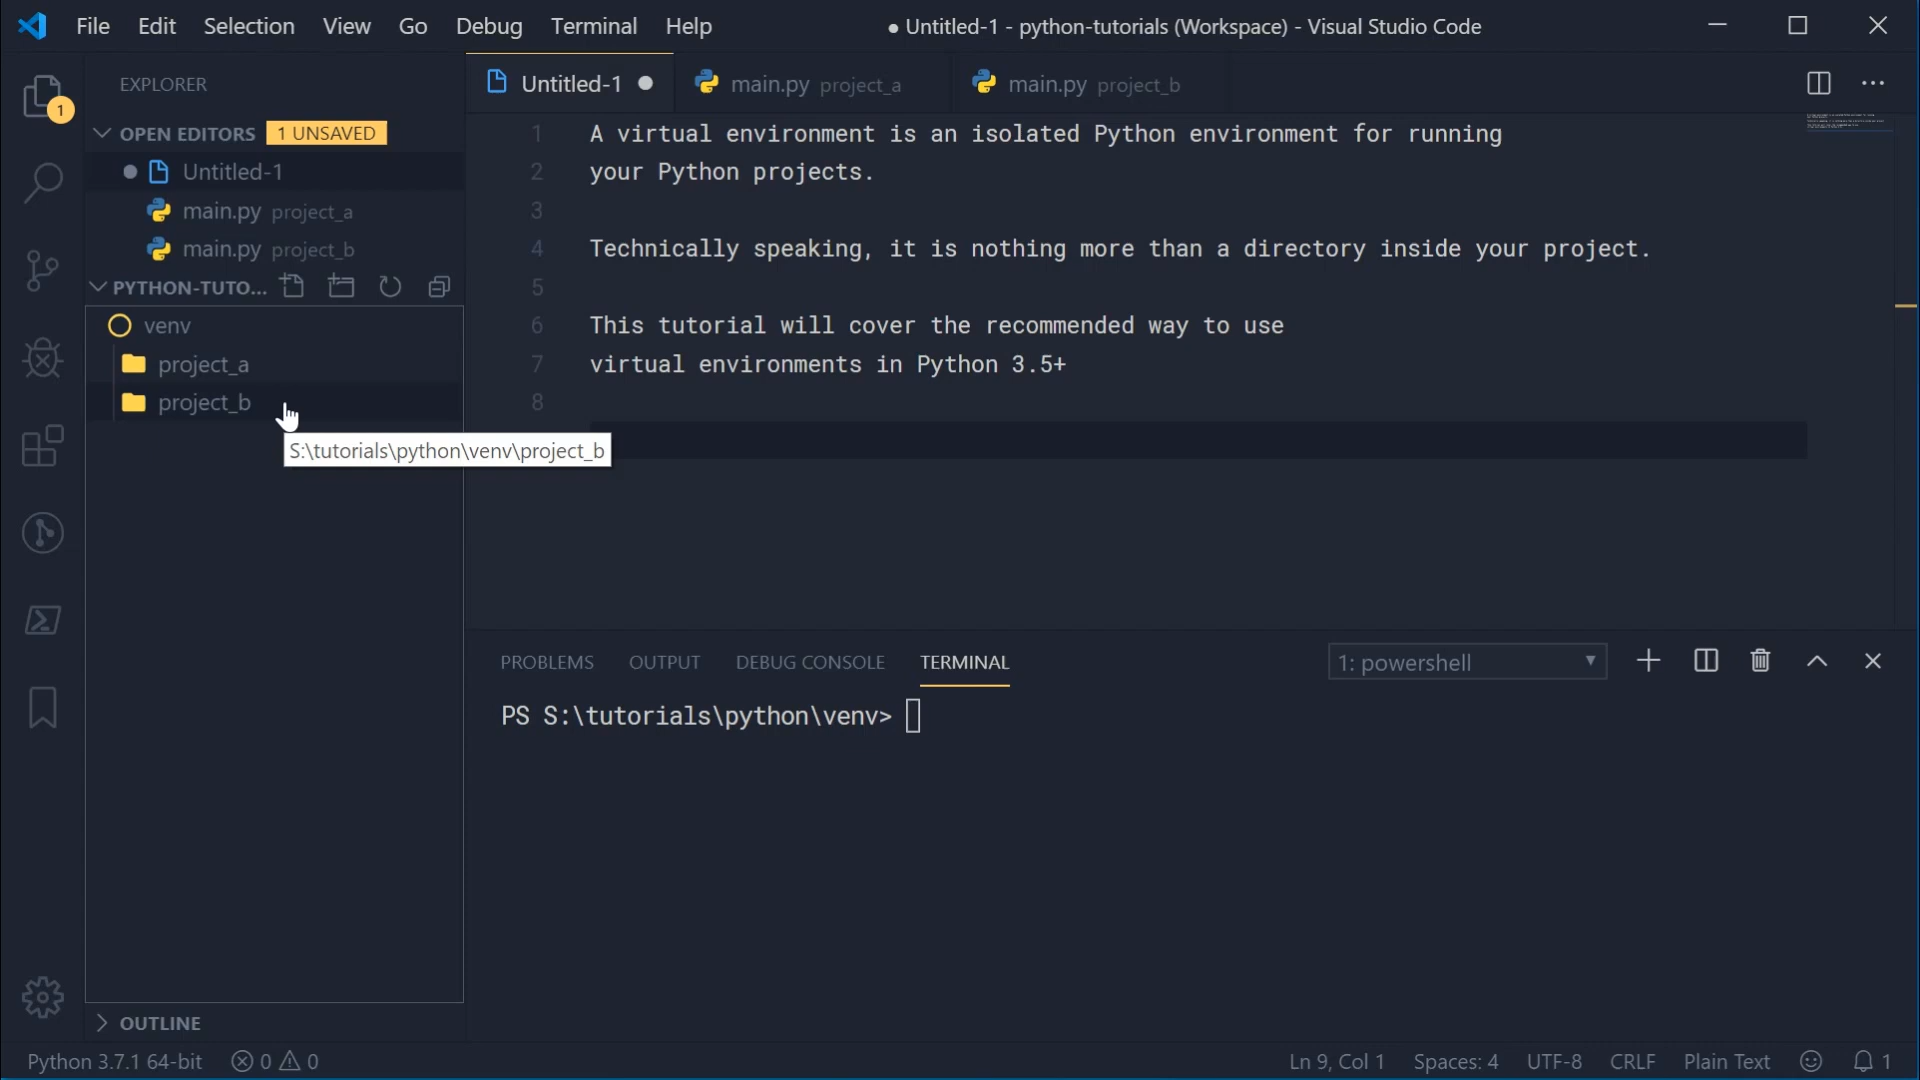 File Edit Selection View Go Debug Terminal Help
● Untitled-1 - python-tutorials (Workspace) - Visual Studio Code
EXPLORER
1
OPEN EDITORS 1 UNSAVED
Untitled-1
main.py project_a
main.py project_b
PYTHON-TUTO...
venv
project_a
project_b
S:\tutorials\python\venv\project_b
OUTLINE
Untitled-1 main.py project_a main.py project_b
1 A virtual environment is an isolated Python environment for running
2 your Python projects.
3
4 Technically speaking, it is nothing more than a directory inside your project.
5
6 This tutorial will cover the recommended way to use
7 virtual environments in Python 3.5+
8
PROBLEMS OUTPUT DEBUG CONSOLE TERMINAL 1: powershell
PS S:\tutorials\python\venv>
Python 3.7.1 64-bit 0 0 Ln 9, Col 1 Spaces: 4 UTF-8 CRLF Plain Text 1